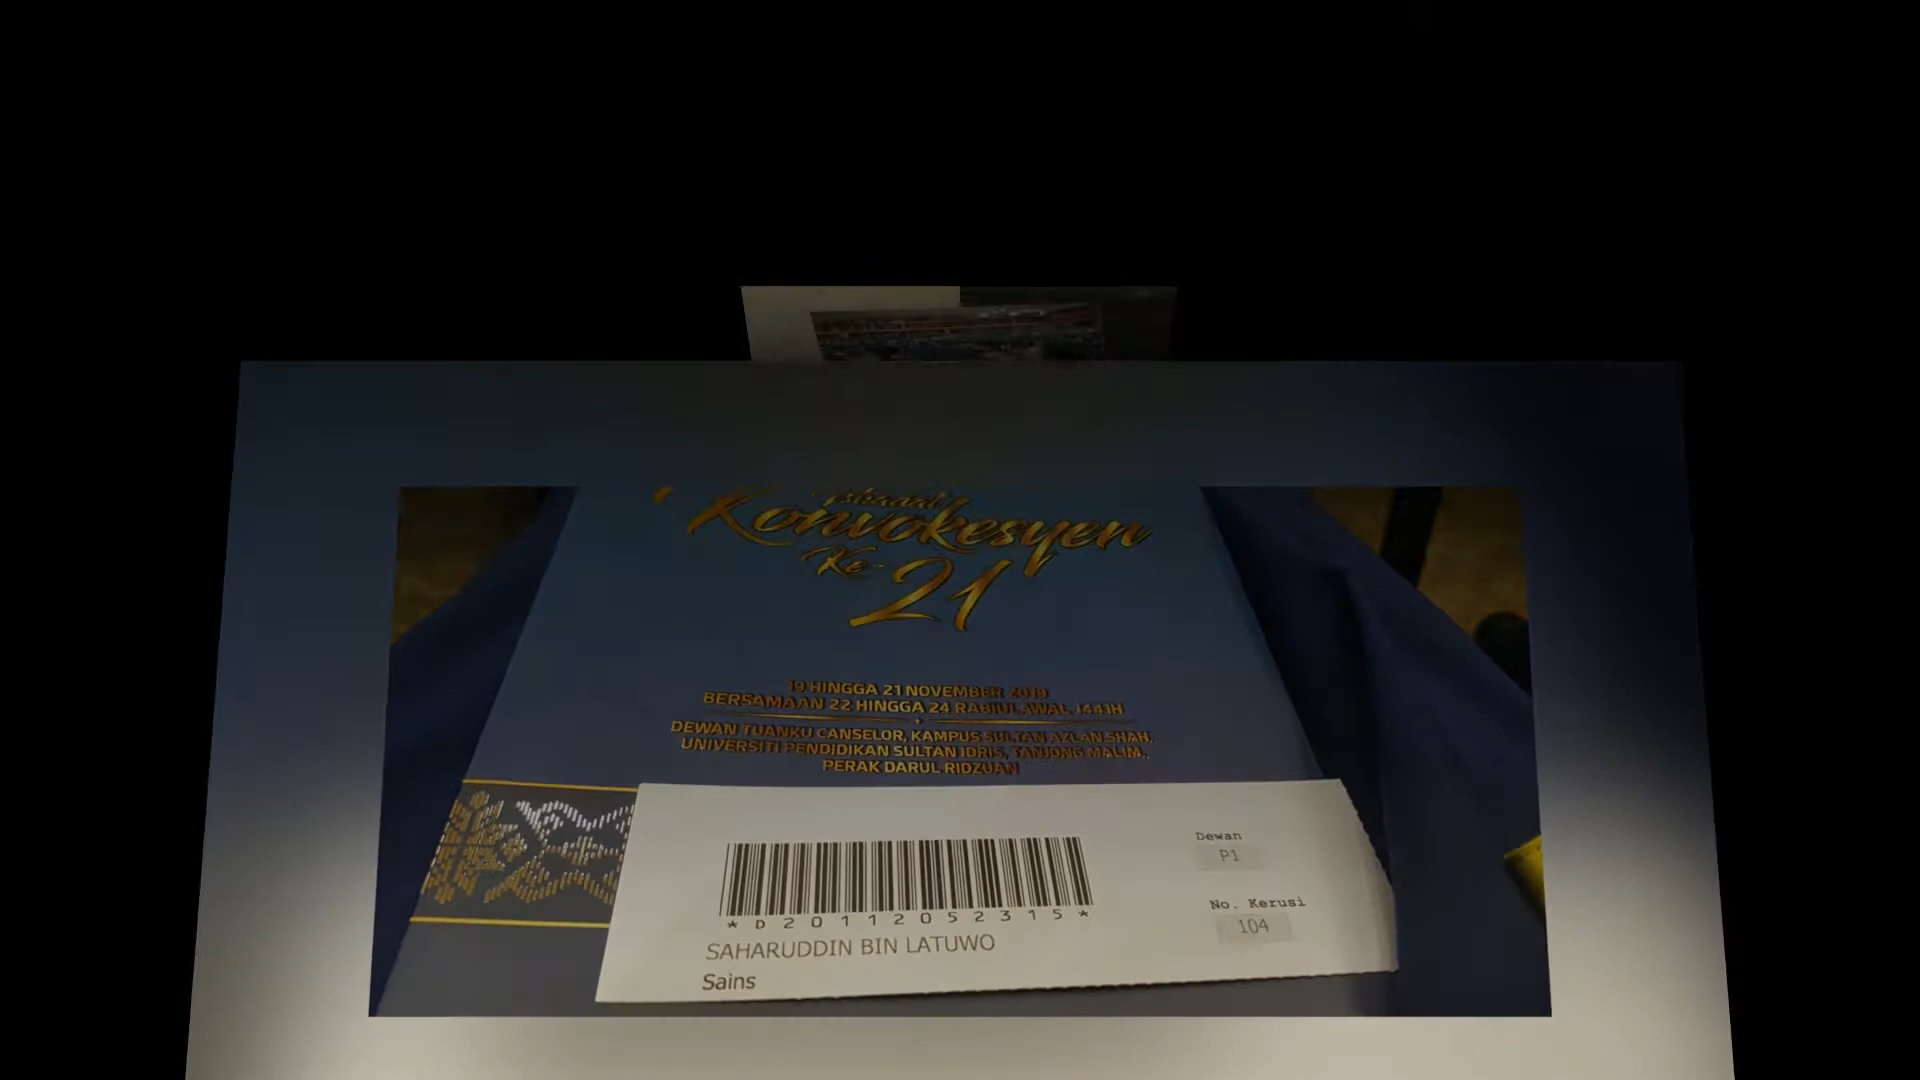 Konvokesyen
Ke-21
19 HINGGA 21 NOVEMBER 2019
BERSAMAAN 22 HINGGA 24 RABIULAWAL 1441H
DEWAN TUANKU CANSELOR, KAMPUS SULTAN AZLAN SHAH,
UNIVERSITI PENDIDIKAN SULTAN IDRIS, TANJONG MALIM,
PERAK DARUL RIDZUAN
Dewan
P1
*D20112052315*
No. Kerusi
104
SAHARUDDIN BIN LATUWO
Sains